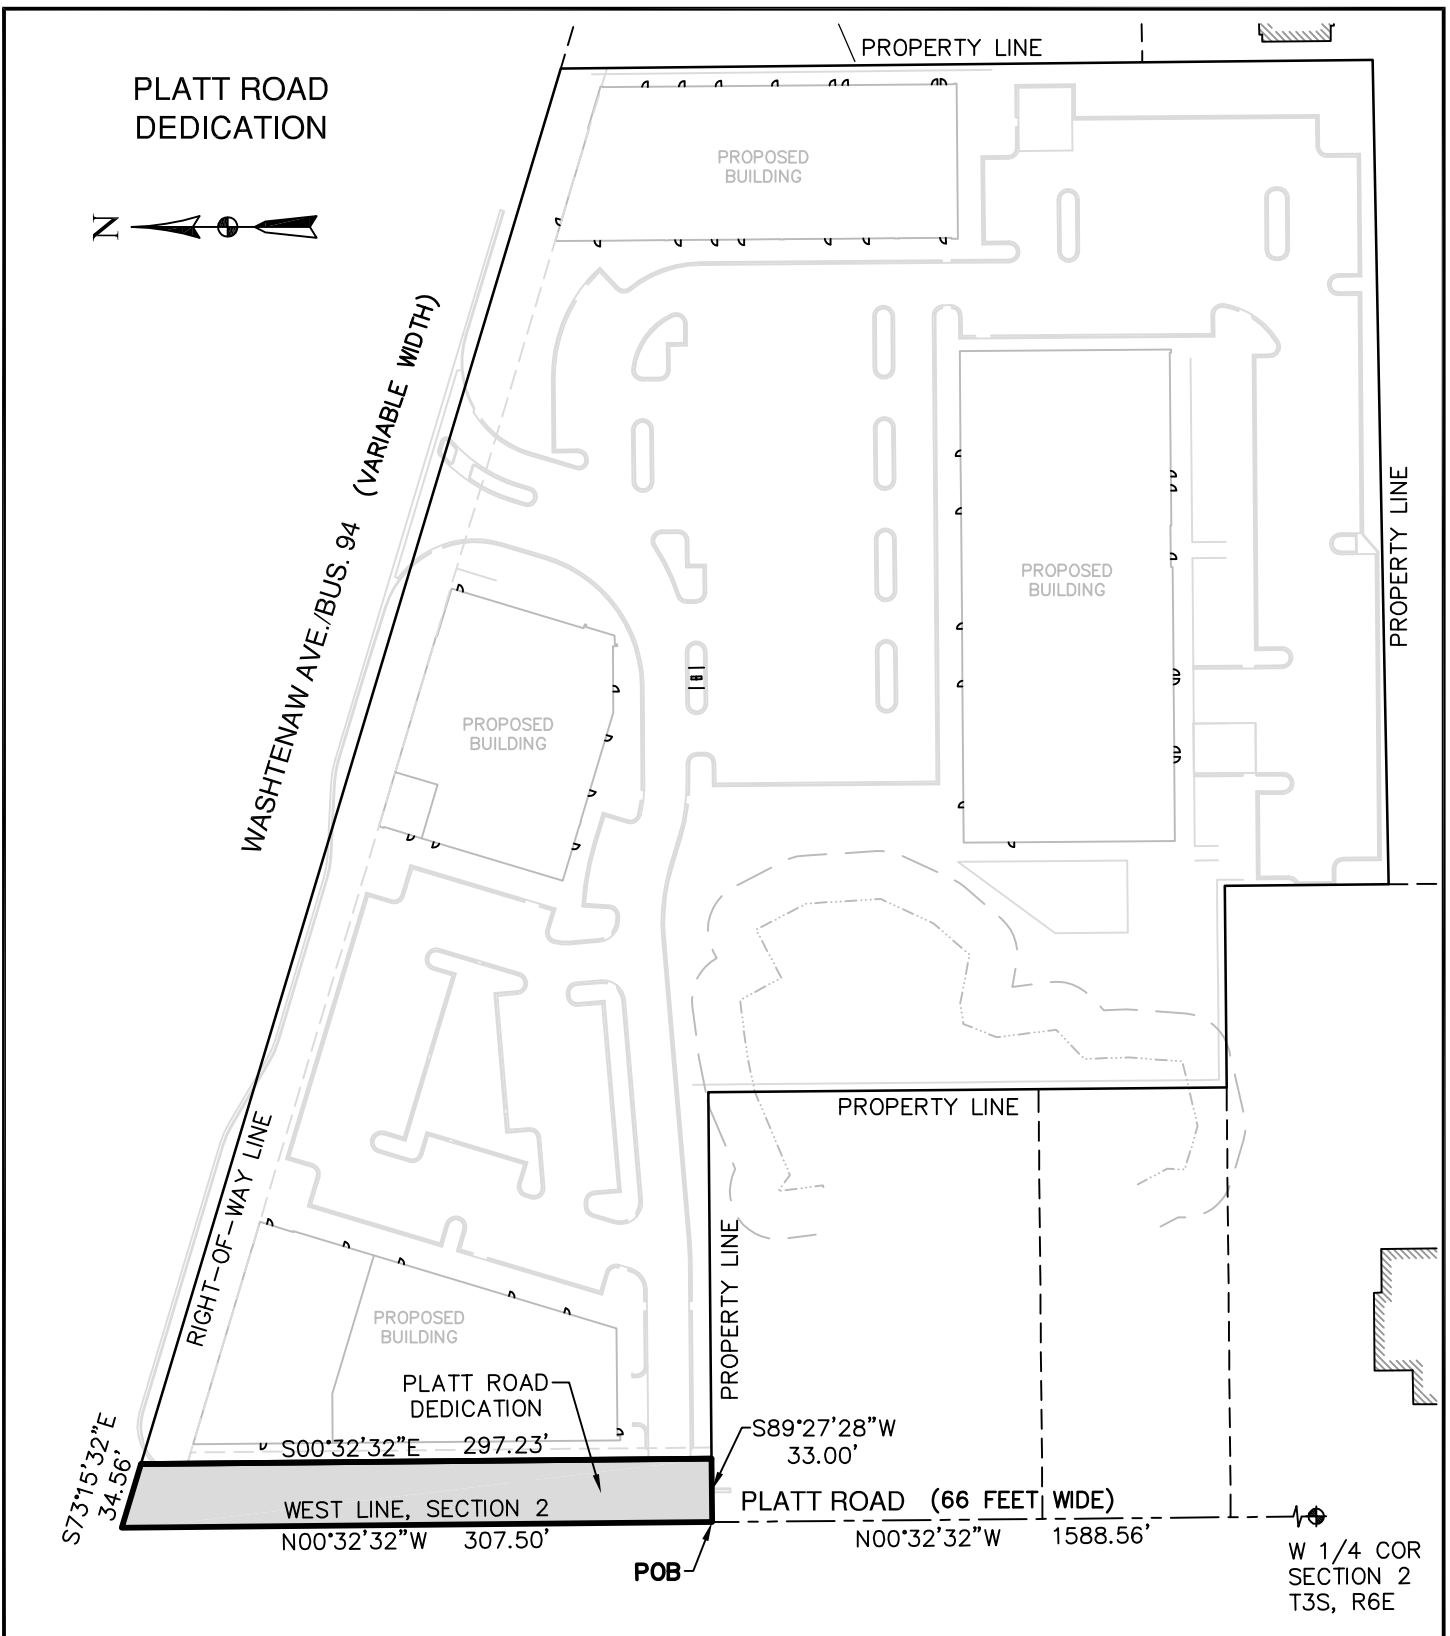 PROPERTY LINE
PLATT ROAD
DEDICATION
N
PROPOSED
BUILDING
WASHTENAW AVE./BUS. 94 (VARIABLE WIDTH)
PROPERTY LINE
PROPOSED
BUILDING
PROPOSED
BUILDING
PROPERTY LINE
RIGHT-OF-WAY LINE
PROPERTY LINE
PROPOSED
BUILDING
PLATT ROAD
DEDICATION
S73°15'32"E
34.56'
S00°32'32"E 297.23'
S89°27'28"W
33.00'
WEST LINE, SECTION 2
N00°32'32"W 307.50'
PLATT ROAD (66 FEET WIDE)
N00°32'32"W 1588.56'
POB
W 1/4 COR
SECTION 2
T3S, R6E